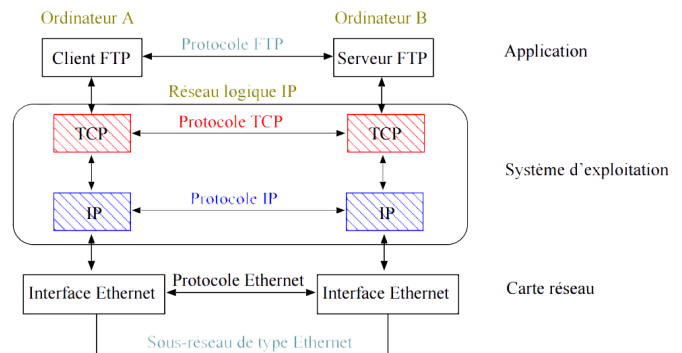 Ordinateur A
Ordinateur B
Client FTP
Protocole FTP
Serveur FTP
Application
Réseau logique IP
TCP
Protocole TCP
TCP
Système d'exploitation
IP
Protocole IP
IP
Interface Ethernet
Protocole Ethernet
Interface Ethernet
Carte réseau
Sous-réseau de type Ethernet